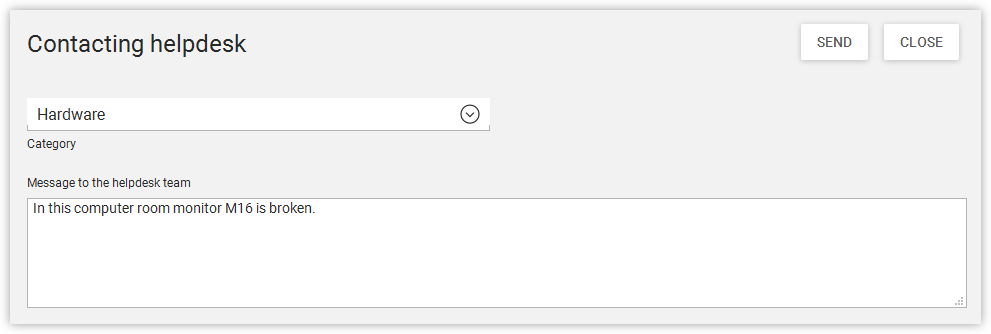 Contacting helpdesk
SEND
CLOSE
Hardware
Category
Message to the helpdesk team
In this computer room monitor M16 is broken.